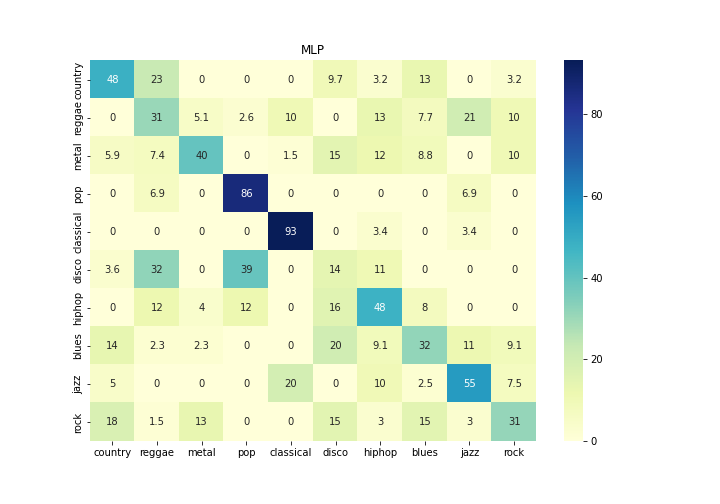 MLP
country 48 23 0 0 0 9.7 3.2 13 0 3.2
reggae 0 31 5.1 2.6 10 0 13 7.7 21 10
metal 5.9 7.4 40 0 1.5 15 12 8.8 0 10
pop 0 6.9 0 86 0 0 0 0 6.9 0
classical 0 0 0 0 93 0 3.4 0 3.4 0
disco 3.6 32 0 39 0 14 11 0 0 0
hiphop 0 12 4 12 0 16 48 8 0 0
blues 14 2.3 2.3 0 0 20 9.1 32 11 9.1
jazz 5 0 0 0 20 0 10 2.5 55 7.5
rock 18 1.5 13 0 0 15 3 15 3 31
country reggae metal pop classical disco hiphop blues jazz rock
80
60
40
20
0